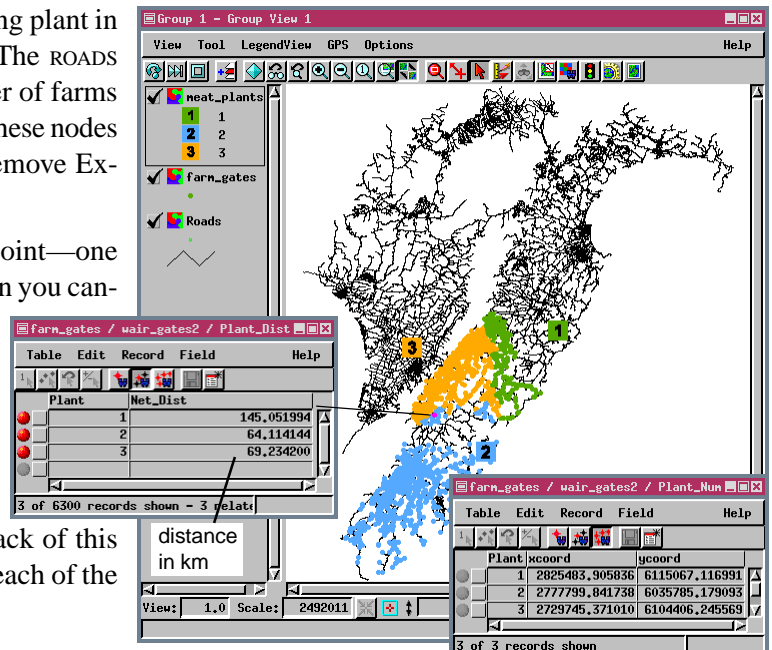 ng plant in
The ROADS
er of farms
hese nodes
emove Ex-
oint—one
n you can-
ack of this
each of the
Group 1 - Group View 1
View Tool LegendView GPS Options Help
meat_plants
1 1
2 2
3 3
farm_gates
Roads
1
3
2
View: 1.0 Scale: 2492011
farm_gates / wair_gates2 / Plant_Dist
Table Edit Record Field Help
Plant Net_Dist
1 145.051994
2 64.114144
3 69.234200
3 of 6300 records shown - 3 relate
distance
in km
farm_gates / wair_gates2 / Plant_Num
Table Edit Record Field Help
Plant xcoord ycoord
1 2825483.905836 6115067.116991
2 2777799.841738 6035785.179093
3 2729745.371010 6104406.245569
3 of 3 records shown